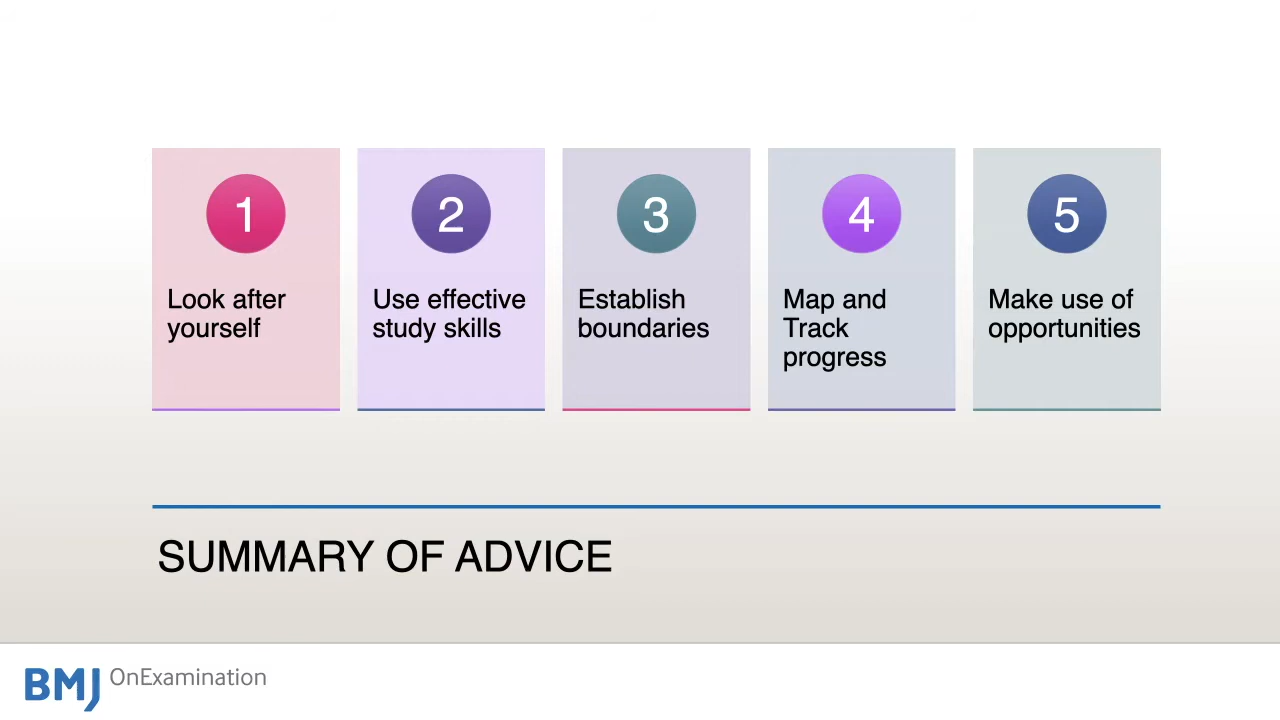 1
Look after
yourself
2
Use effective
study skills
3
Establish
boundaries
4
Map and
Track
progress
5
Make use of
opportunities
SUMMARY OF ADVICE
BMJ OnExamination